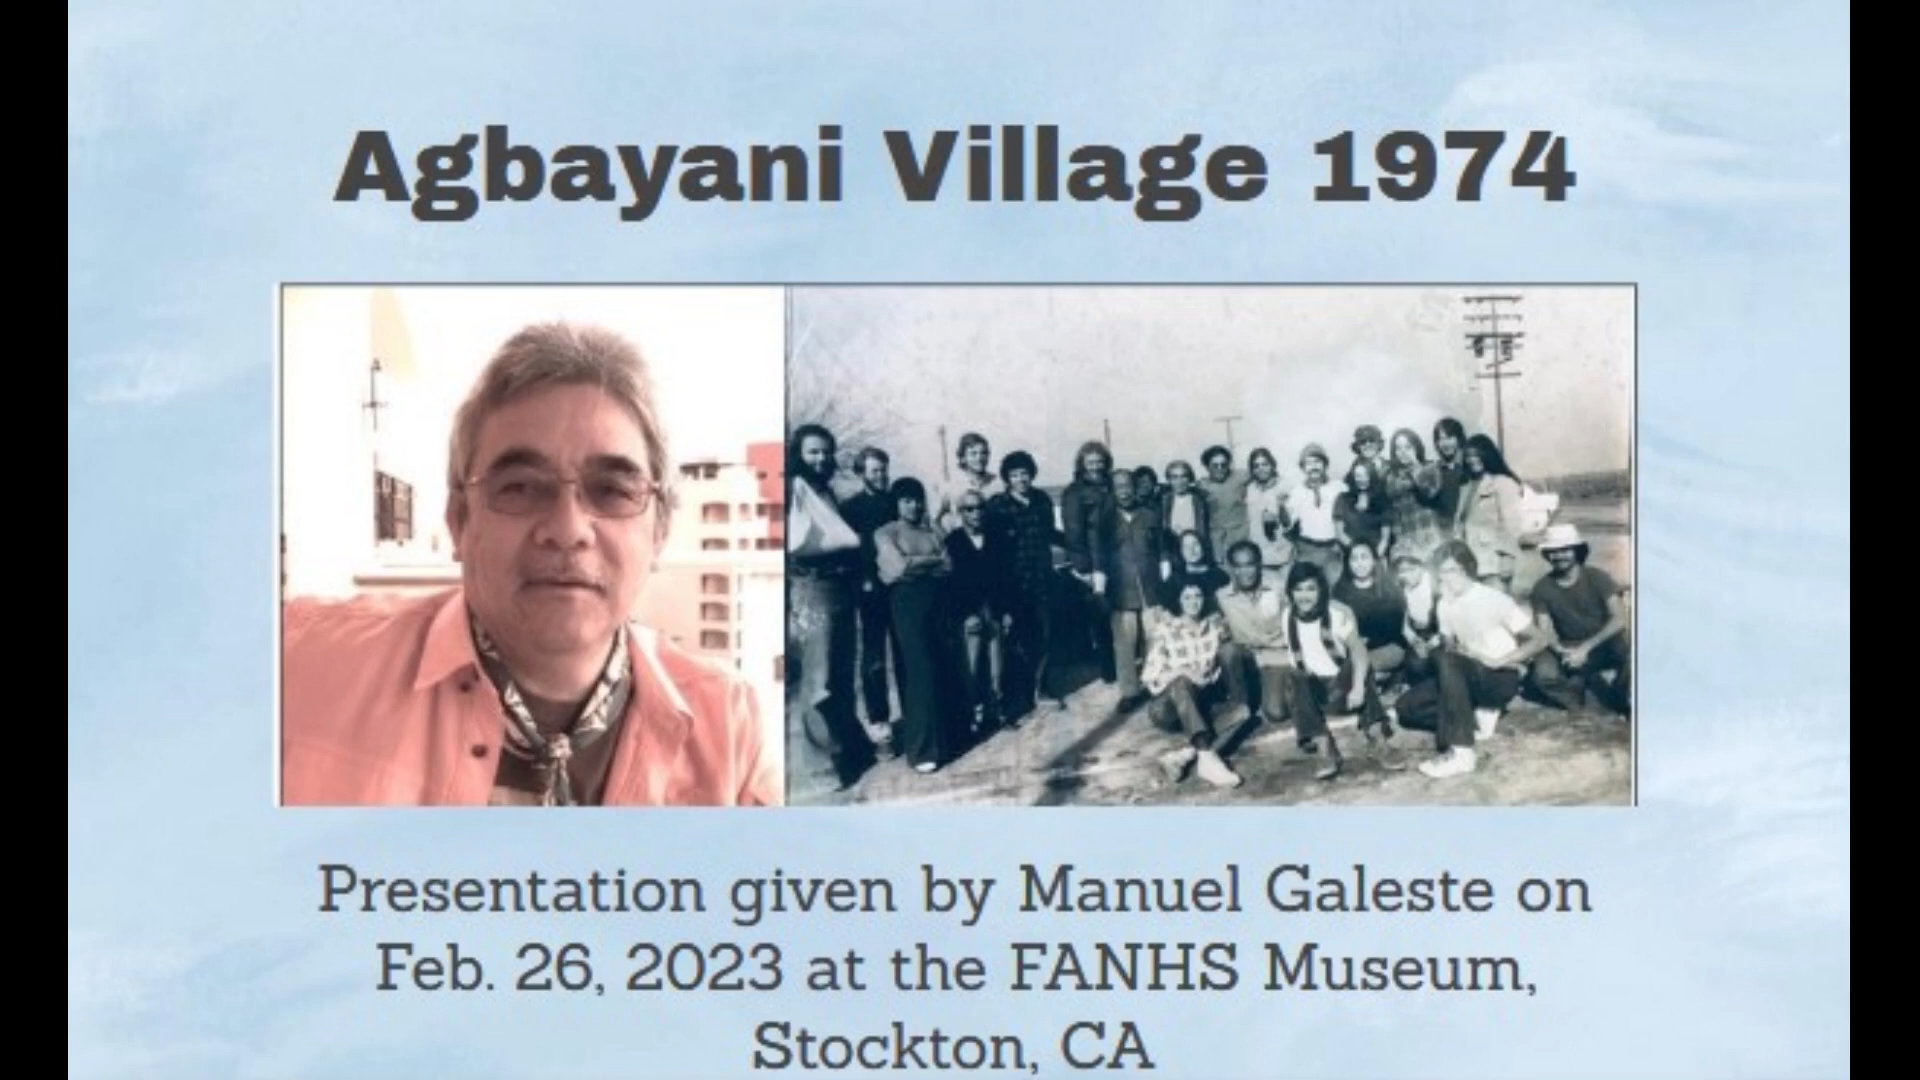 Agbayani Village 1974
Presentation given by Manuel Galeste on
Feb. 26, 2023 at the FANHS Museum,
Stockton, CA